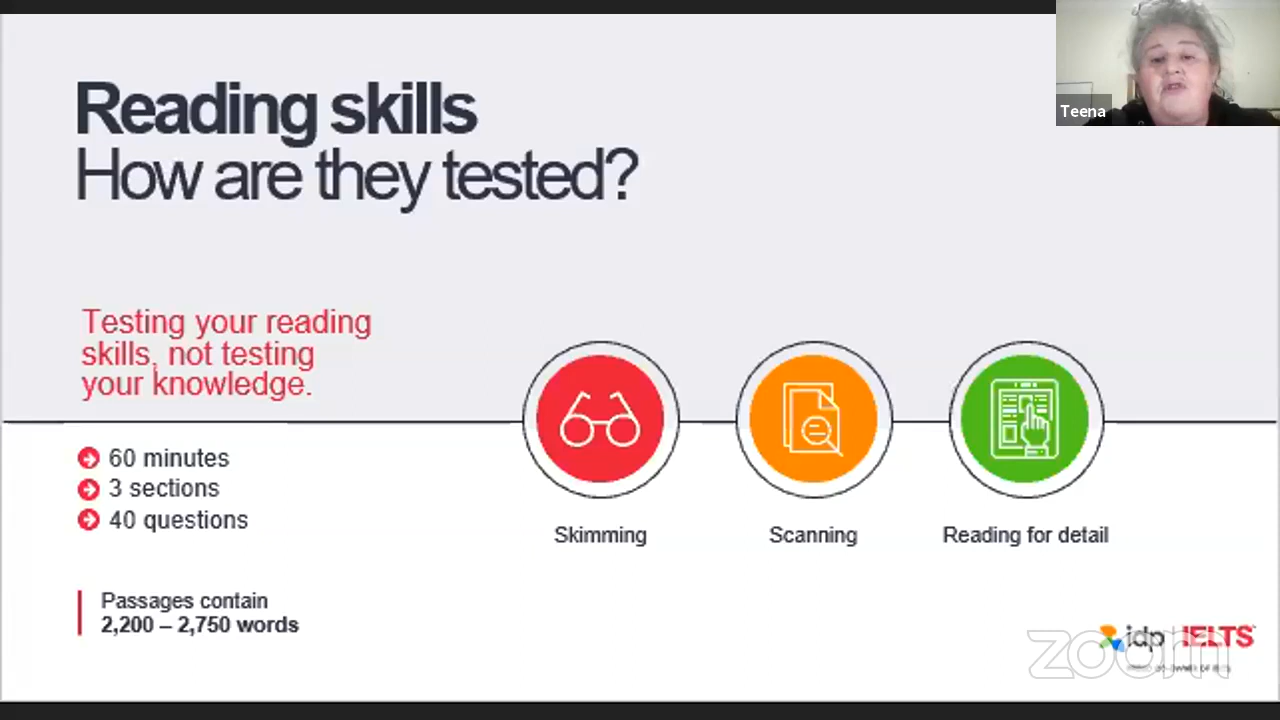 Reading skills
How are they tested?
Teena
Testing your reading
skills, not testing
your knowledge.
60 minutes
3 sections
40 questions
Skimming
Scanning
Reading for detail
Passages contain
2,200 – 2,750 words
idp IELTS
zoom